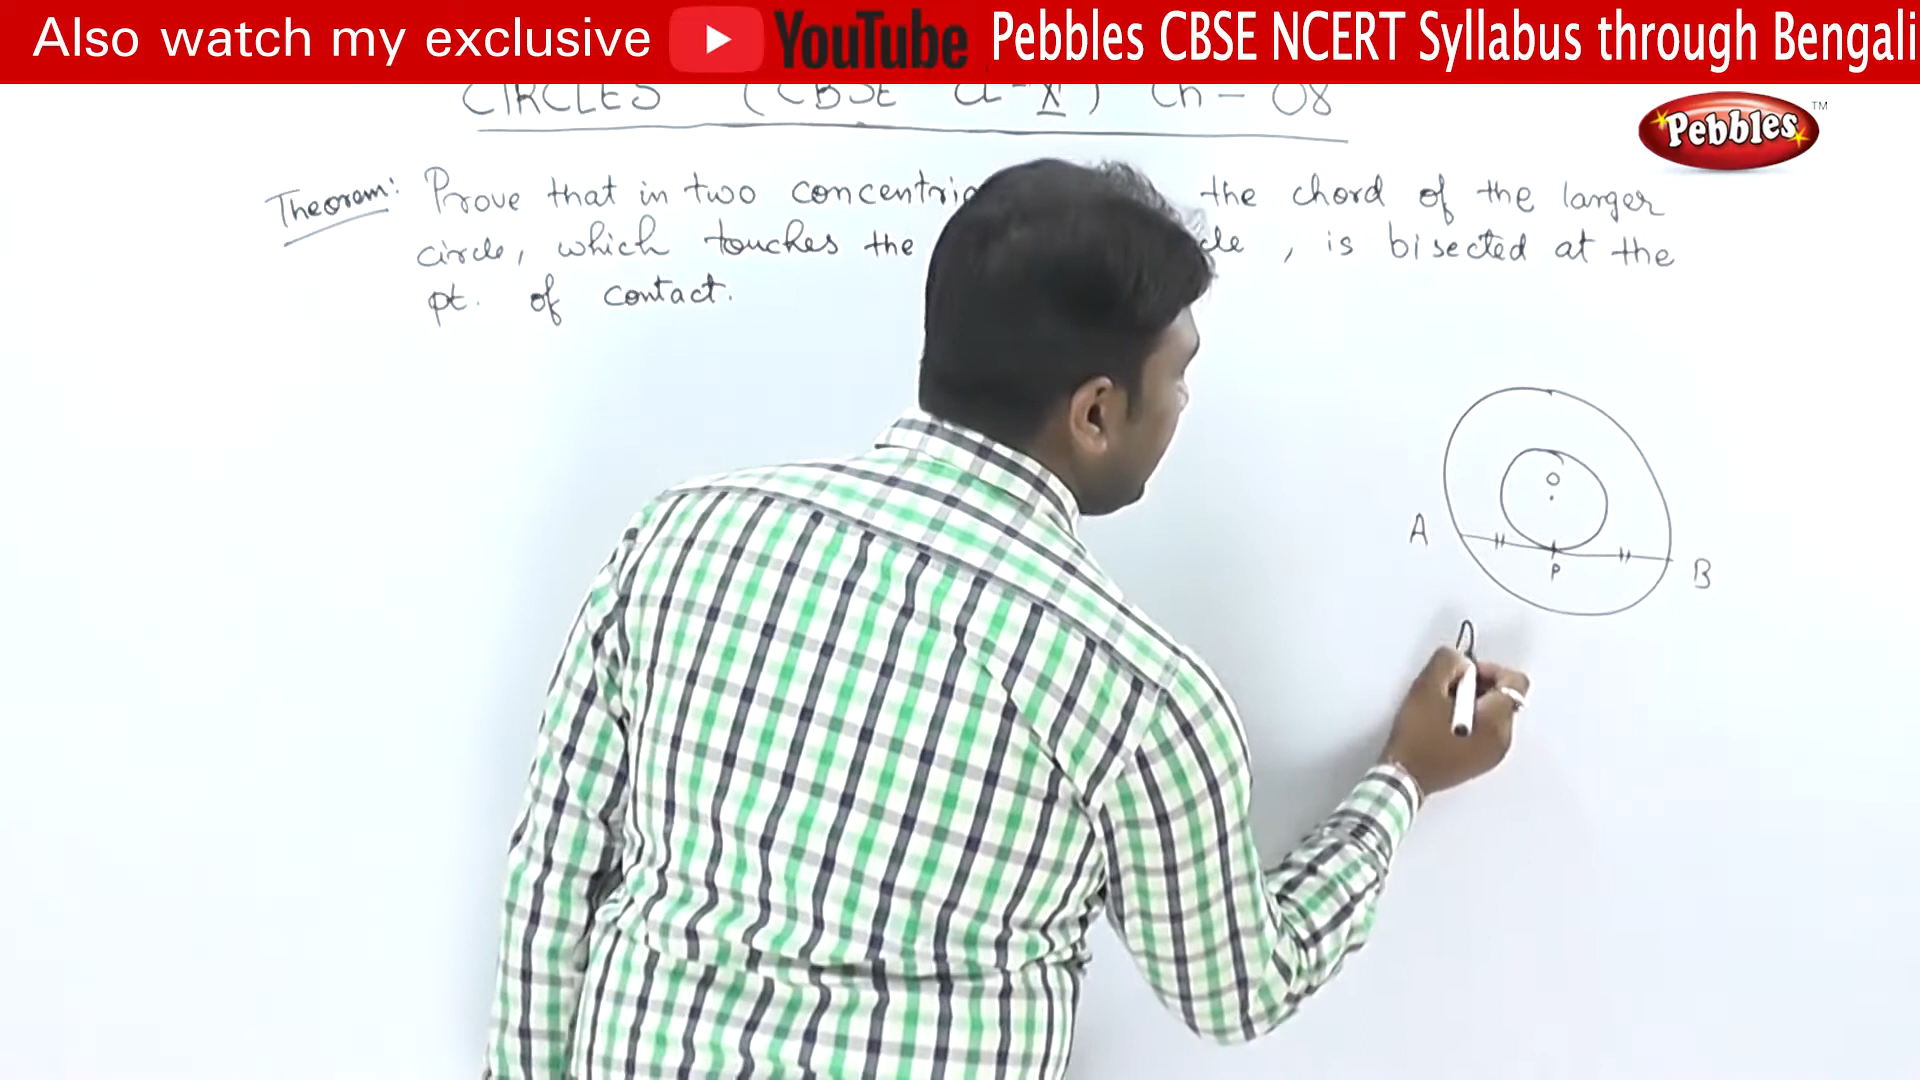 Also watch my exclusive YouTube Pebbles CBSE NCERT Syllabus through Bengali
CIRCLES (CBSE Cl-X) Ch-08
Pebbles TM
Theorem: Prove that in two the chord of the larger
circle, which touches the , is bisected at the
pt. of contact.
O
A
P
B